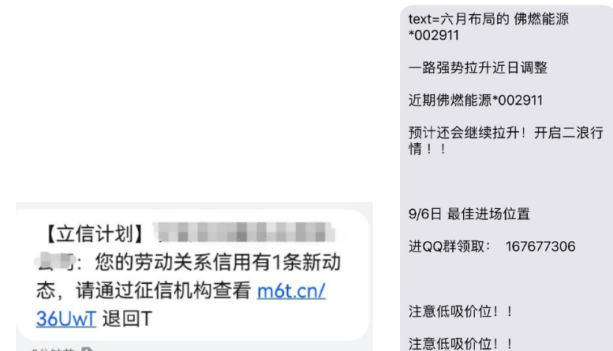 【立信计划】
您的劳动关系信用有1条新动
态，请通过征信机构查看 m6t.cn/
36UwT 退回T
text=六月布局的 佛燃能源
*002911
一路强势拉升近日调整
近期佛燃能源*002911
预计还会继续拉升！开启二浪行
情！！
9/6日 最佳进场位置
进QQ群领取： 167677306
注意低吸价位！！
注意低吸价位！！